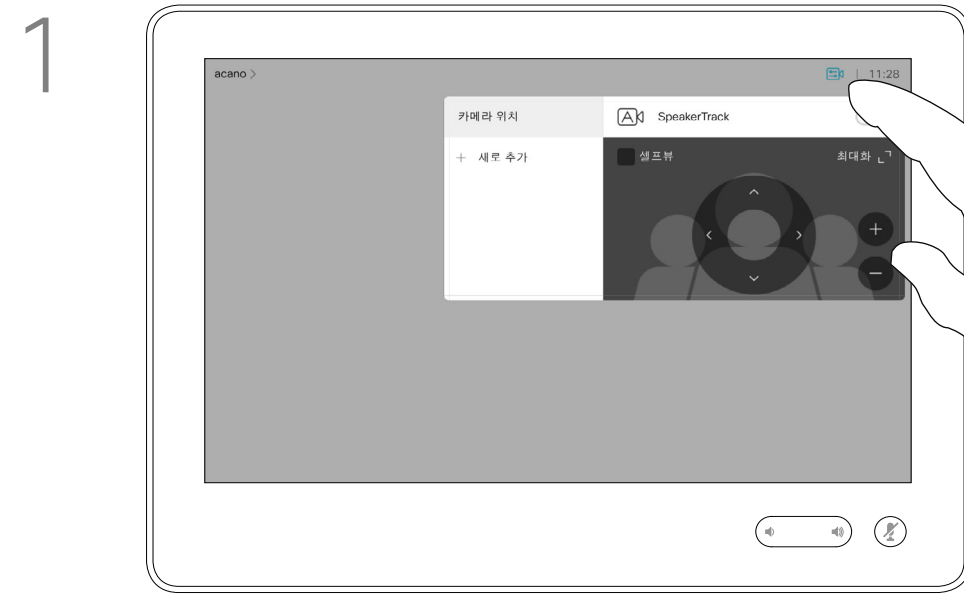 1
acano >
11:28
카메라 위치
SpeakerTrack
+ 새로 추가
셀프뷰
최대화